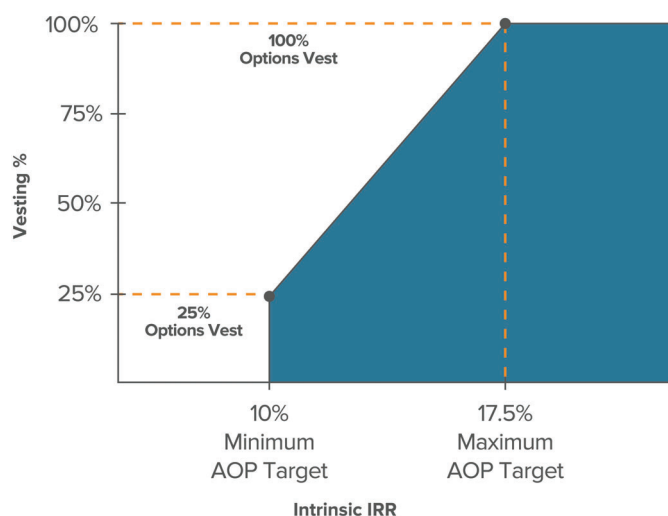 100%
100%
Options Vest
75%
Vesting %
50%
25%
25%
Options Vest
10%
Minimum
AOP Target
17.5%
Maximum
AOP Target
Intrinsic IRR